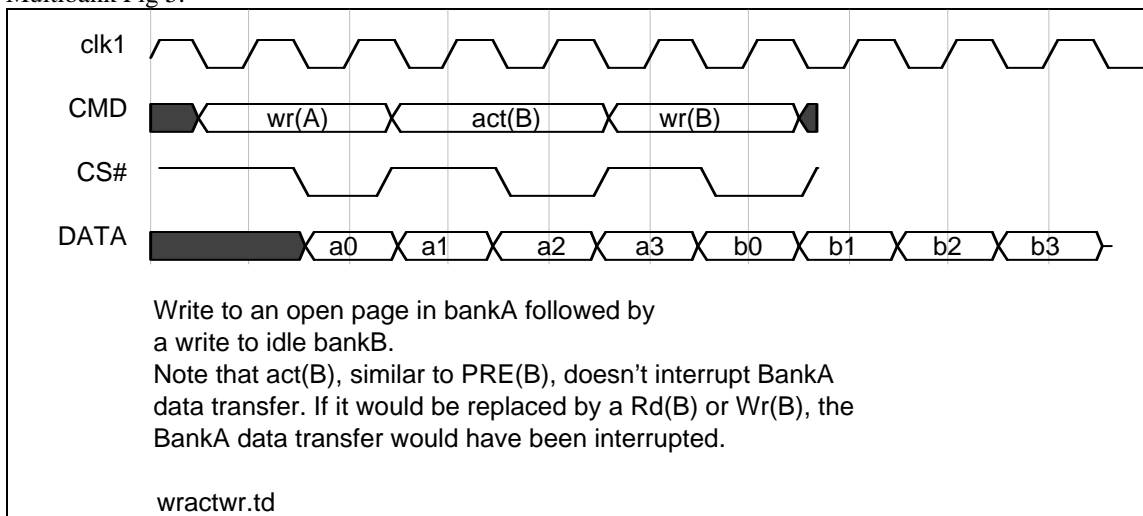 Multibank Fig 3:
clk1
CMD wr(A) act(B) wr(B)
CS#
DATA a0 a1 a2 a3 b0 b1 b2 b3
Write to an open page in bankA followed by
a write to idle bankB.
Note that act(B), similar to PRE(B), doesn't interrupt BankA
data transfer. If it would be replaced by a Rd(B) or Wr(B), the
BankA data transfer would have been interrupted.
wractwr.td